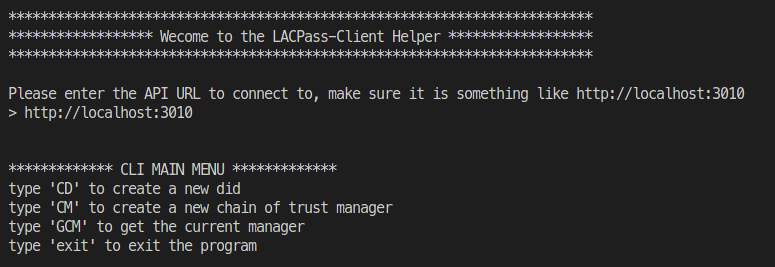 ***********************************************************************
****************** Wecome to the LACPass-Client Helper ******************
***********************************************************************
Please enter the API URL to connect to, make sure it is something like http://localhost:3010
> http://localhost:3010
************* CLI MAIN MENU *************
type 'CD' to create a new did
type 'CM' to create a new chain of trust manager
type 'GCM' to get the current manager
type 'exit' to exit the program